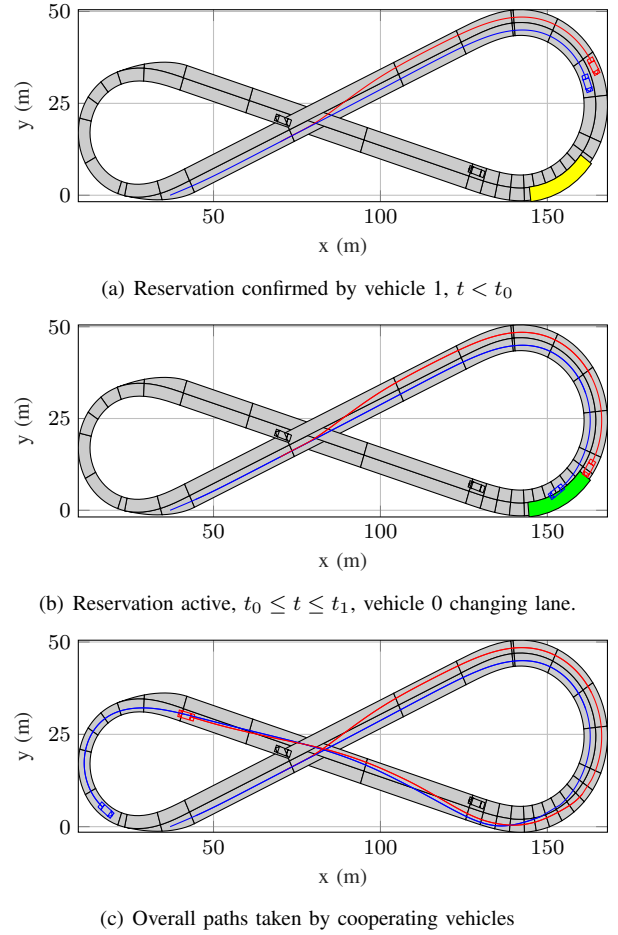 50
25
0
y (m)
50
100
150
x (m)
(a) Reservation confirmed by vehicle 1, t < t₀
50
25
0
y (m)
50
100
150
x (m)
(b) Reservation active, t₀ ≤ t ≤ t₁, vehicle 0 changing lane.
50
25
0
y (m)
50
100
150
x (m)
(c) Overall paths taken by cooperating vehicles